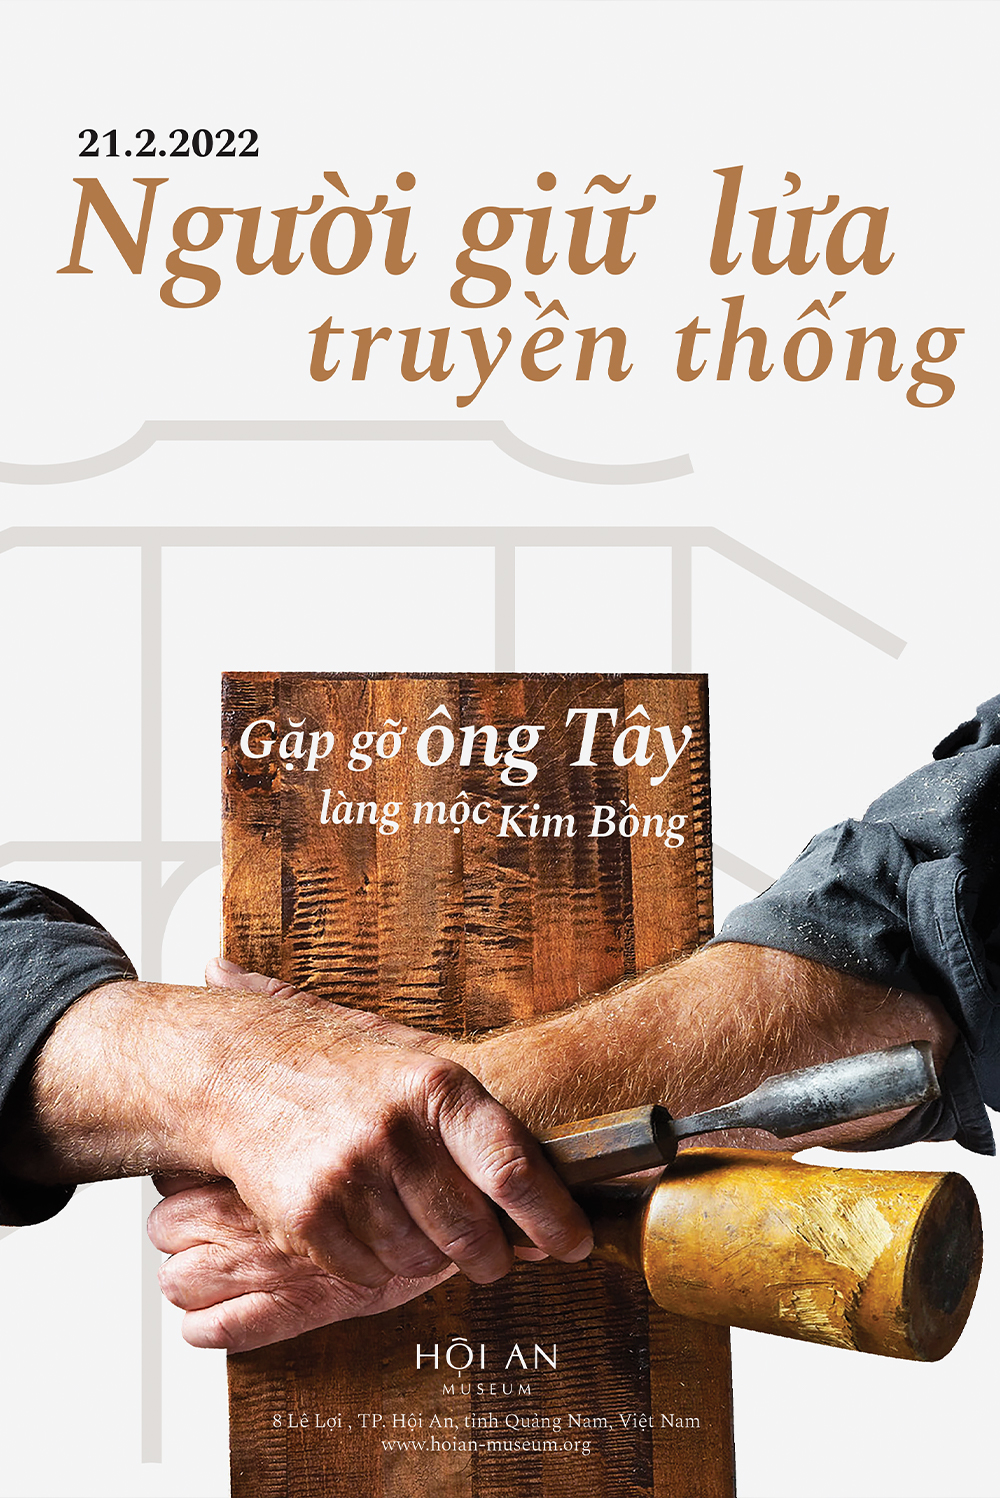 21.2.2022
Người giữ lửa
truyền thống
Gặp gỡ ông Tây
làng mộc Kim Bồng
HỘI AN
MUSEUM
8 Lê Lợi , TP. Hội An, tỉnh Quảng Nam, Việt Nam
www.hoian-museum.org